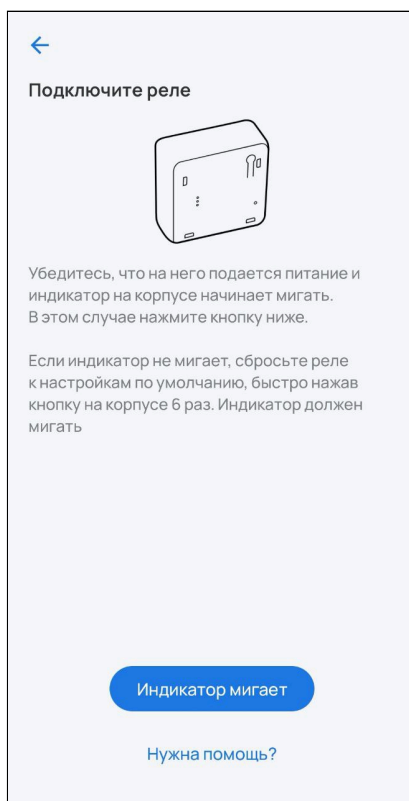 Подключите реле
Убедитесь, что на него подается питание и
индикатор на корпусе начинает мигать.
В этом случае нажмите кнопку ниже.
Если индикатор не мигает, сбросьте реле
к настройкам по умолчанию, быстро нажав
кнопку на корпусе 6 раз. Индикатор должен
мигать
Индикатор мигает
Нужна помощь?